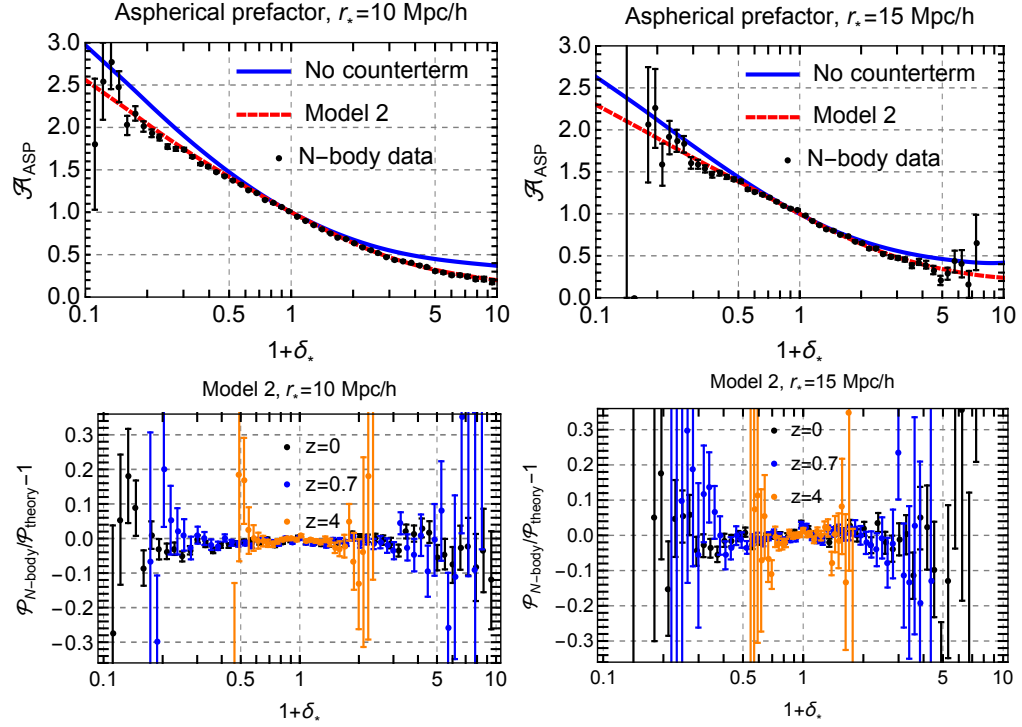 Aspherical prefactor, r*=10 Mpc/h
3.0
2.5
2.0
1.5
1.0
0.5
0.0
0.1
0.5
1
5
10
𝒜ASP
1+δ*
No counterterm
Model 2
N-body data
Aspherical prefactor, r*=15 Mpc/h
3.0
2.5
2.0
1.5
1.0
0.5
0.0
0.1
0.5
1
5
10
𝒜ASP
1+δ*
No counterterm
Model 2
N-body data
Model 2, r*=10 Mpc/h
0.3
0.2
0.1
0.0
−0.1
−0.2
−0.3
0.1
0.5
1
5
10
𝒫N−body/𝒫theory−1
1+δ*
z=0
z=0.7
z=4
Model 2, r*=15 Mpc/h
0.3
0.2
0.1
0.0
−0.1
−0.2
−0.3
0.1
0.5
1
5
10
𝒫N−body/𝒫theory−1
1+δ*
z=0
z=0.7
z=4